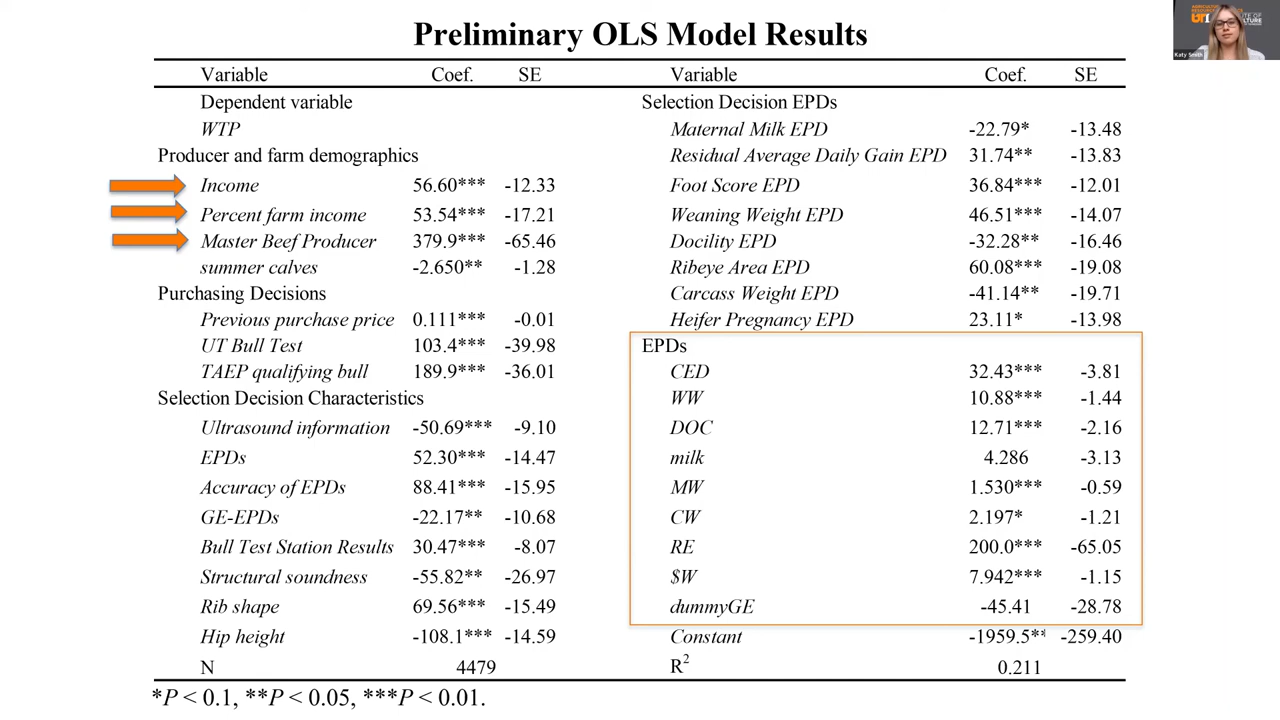 Preliminary OLS Model Results
Variable Coef. SE Variable Coef. SE
Dependent variable Selection Decision EPDs
WTP Maternal Milk EPD -22.79* -13.48
Producer and farm demographics Residual Average Daily Gain EPD 31.74** -13.83
Income 56.60*** -12.33 Foot Score EPD 36.84*** -12.01
Percent farm income 53.54*** -17.21 Weaning Weight EPD 46.51*** -14.07
Master Beef Producer 379.9*** -65.46 Docility EPD -32.28** -16.46
summer calves -2.650** -1.28 Ribeye Area EPD 60.08*** -19.08
Purchasing Decisions Carcass Weight EPD -41.14** -19.71
Previous purchase price 0.111*** -0.01 Heifer Pregnancy EPD 23.11* -13.98
UT Bull Test 103.4*** -39.98 EPDs
TAEP qualifying bull 189.9*** -36.01 CED 32.43*** -3.81
Selection Decision Characteristics WW 10.88*** -1.44
Ultrasound information -50.69*** -9.10 DOC 12.71*** -2.16
EPDs 52.30*** -14.47 milk 4.286 -3.13
Accuracy of EPDs 88.41*** -15.95 MW 1.530*** -0.59
GE-EPDs -22.17** -10.68 CW 2.197* -1.21
Bull Test Station Results 30.47*** -8.07 RE 200.0*** -65.05
Structural soundness -55.82** -26.97 $W 7.942*** -1.15
Rib shape 69.56*** -15.49 dummyGE -45.41 -28.78
Hip height -108.1*** -14.59 Constant -1959.5** -259.40
N 4479 R2 0.211
*P < 0.1, **P < 0.05, ***P < 0.01.
Katy Smith